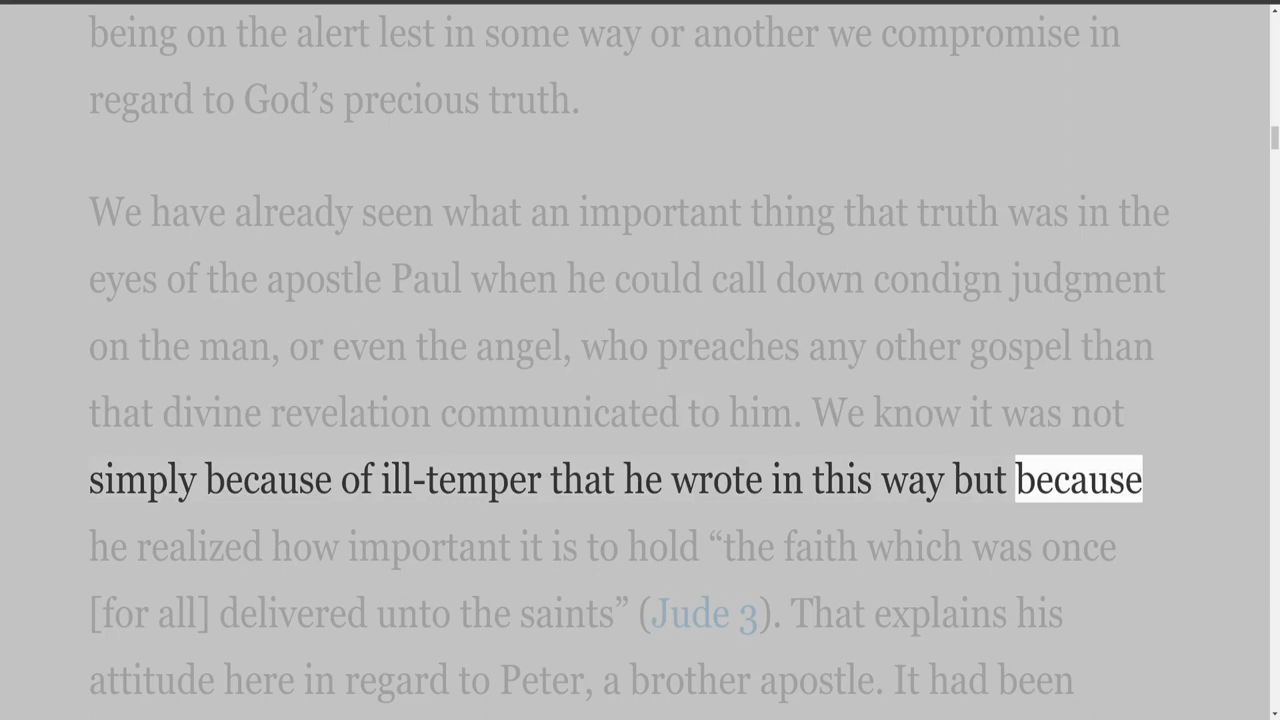 being on the alert lest in some way or another we compromise in
regard to God’s precious truth.
We have already seen what an important thing that truth was in the
eyes of the apostle Paul when he could call down condign judgment
on the man, or even the angel, who preaches any other gospel than
that divine revelation communicated to him. We know it was not
simply because of ill-temper that he wrote in this way but because
he realized how important it is to hold “the faith which was once
[for all] delivered unto the saints” (Jude 3). That explains his
attitude here in regard to Peter, a brother apostle. It had been